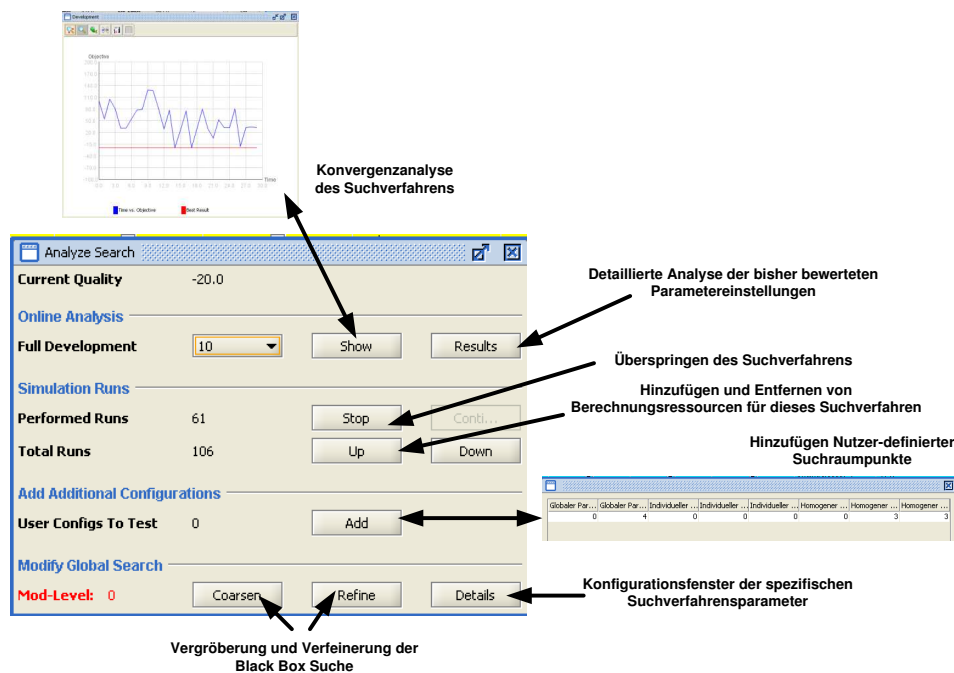 Development
Objective
Time
Time vs. Objective
Best Result
Konvergenzanalyse
des Suchverfahrens
Analyze Search
Current Quality -20.0
Online Analysis
Full Development 10 Show Results
Simulation Runs
Performed Runs 61 Stop Conti...
Total Runs 106 Up Down
Add Additional Configurations
User Configs To Test 0 Add
Modify Global Search
Mod-Level: 0 Coarsen Refine Details
Detaillierte Analyse der bisher bewerteten
Parametereinstellungen
Überspringen des Suchverfahrens
Hinzufügen und Entfernen von
Berechnungsressourcen für dieses Suchverfahren
Hinzufügen Nutzer-definierter
Suchraumpunkte
Globaler Par... Globaler Par... Individueller ... Individueller ... Individueller ... Homogener ... Homogener ... Homogener ...
0 4 0 0 0 0 3 3
Konfigurationsfenster der spezifischen
Suchverfahrensparameter
Vergröberung und Verfeinerung der
Black Box Suche